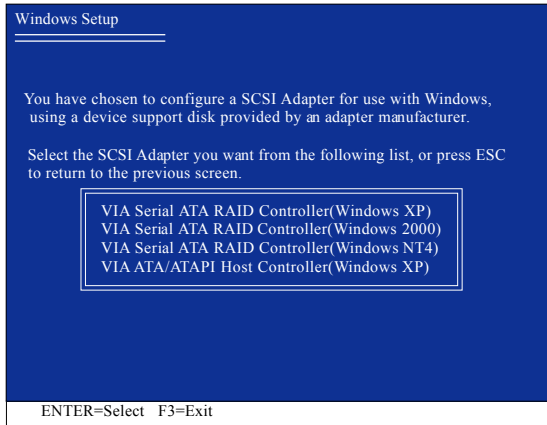 Windows Setup
You have chosen to configure a SCSI Adapter for use with Windows,
using a device support disk provided by an adapter manufacturer.
Select the SCSI Adapter you want from the following list, or press ESC
to return to the previous screen.
VIA Serial ATA RAID Controller(Windows XP)
VIA Serial ATA RAID Controller(Windows 2000)
VIA Serial ATA RAID Controller(Windows NT4)
VIA ATA/ATAPI Host Controller(Windows XP)
ENTER=Select F3=Exit